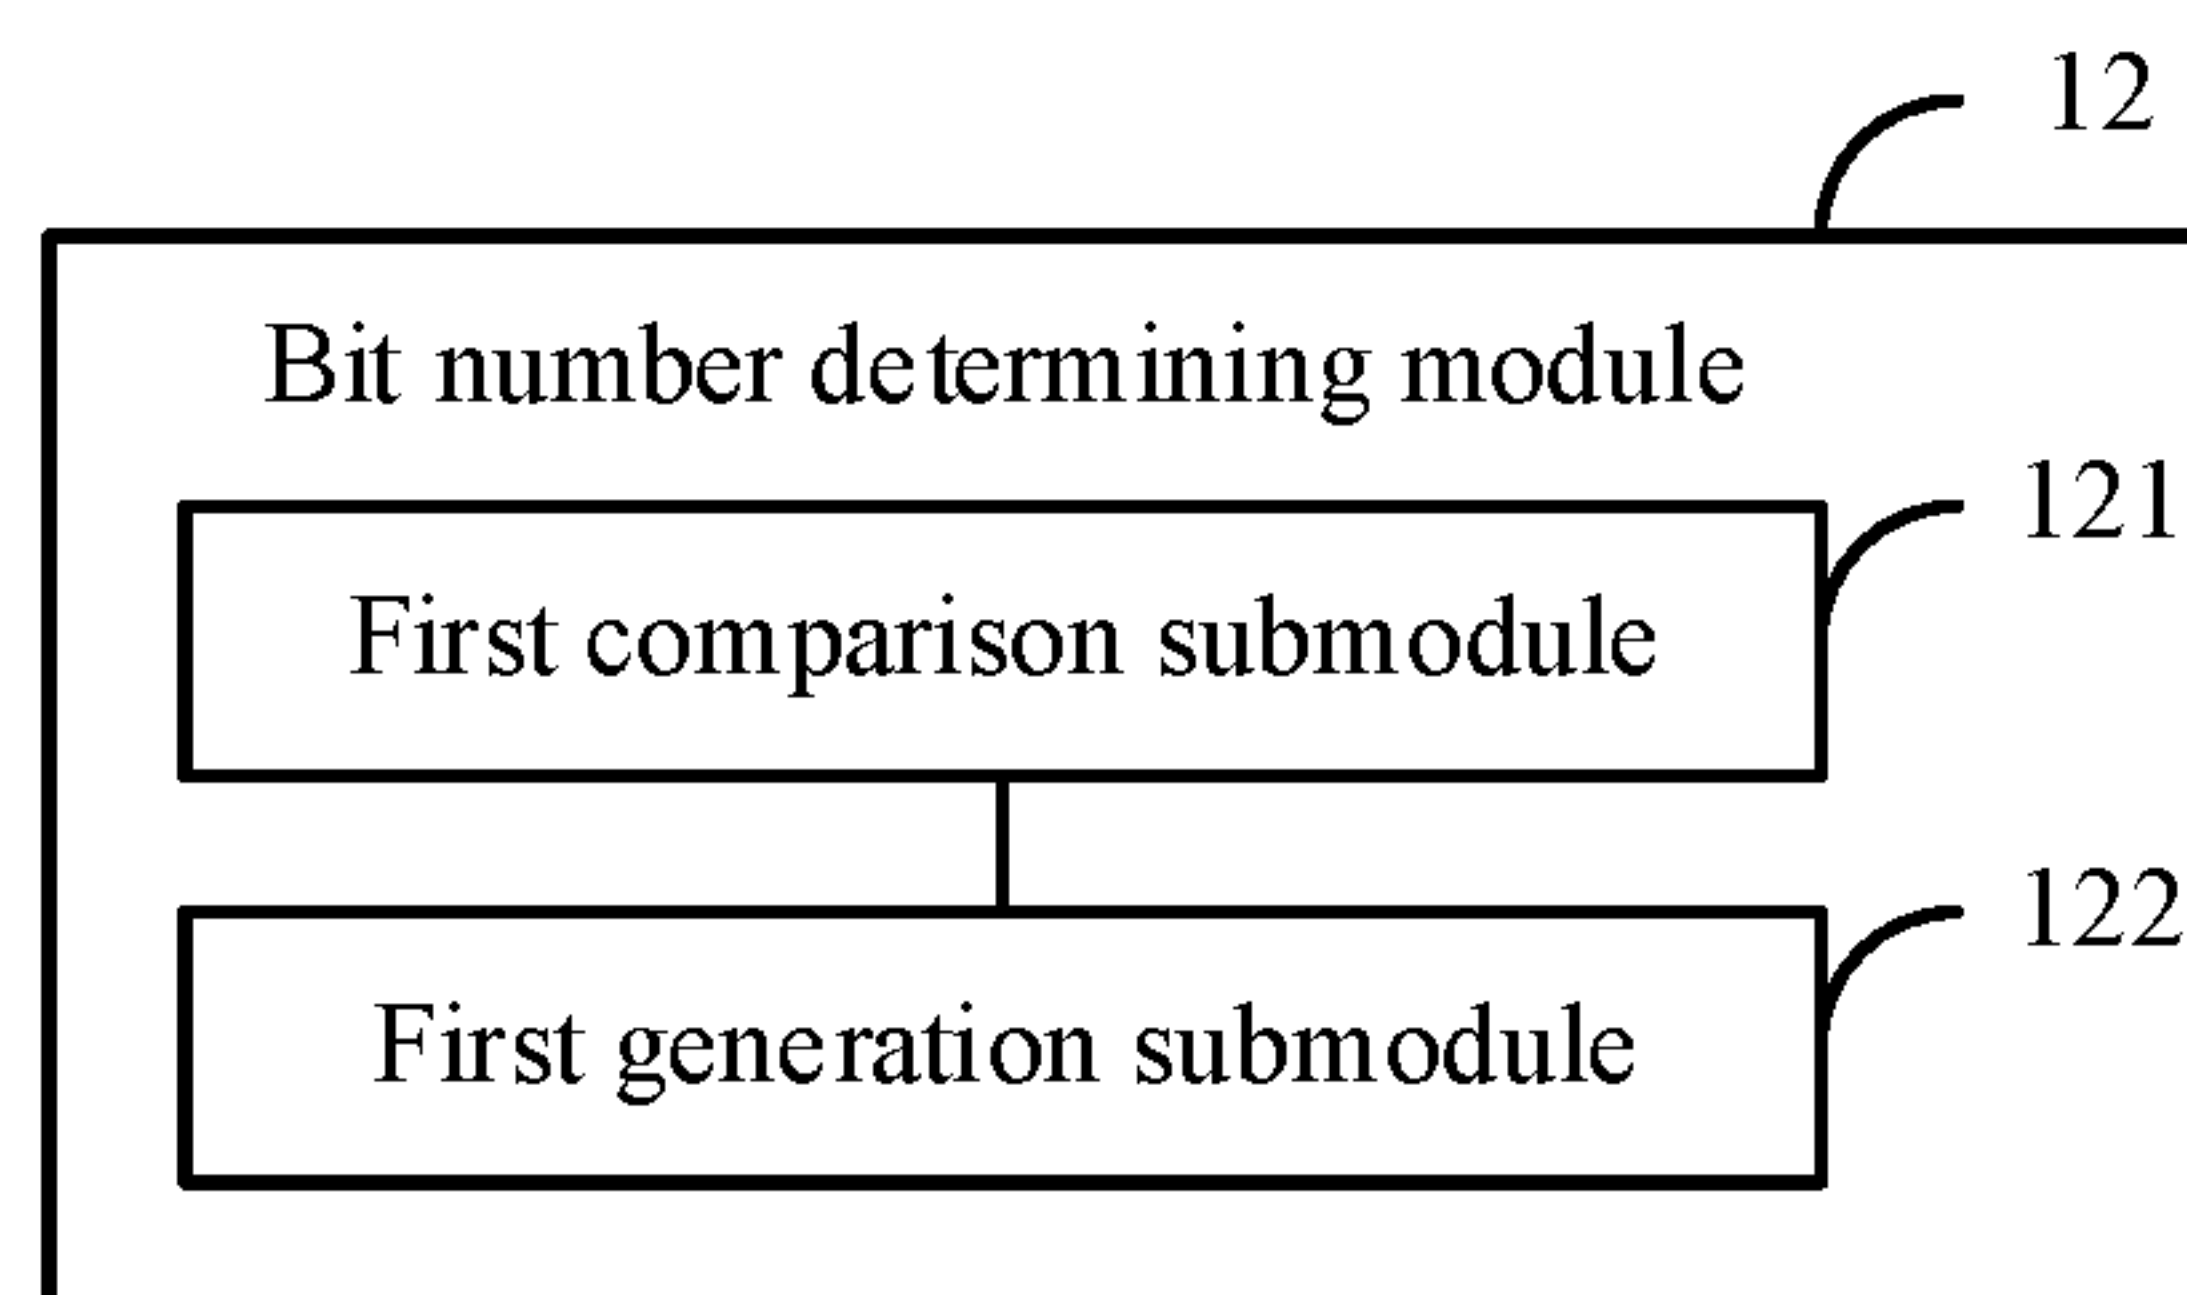 12
Bit number determining module
121
First comparison submodule
122
First generation submodule